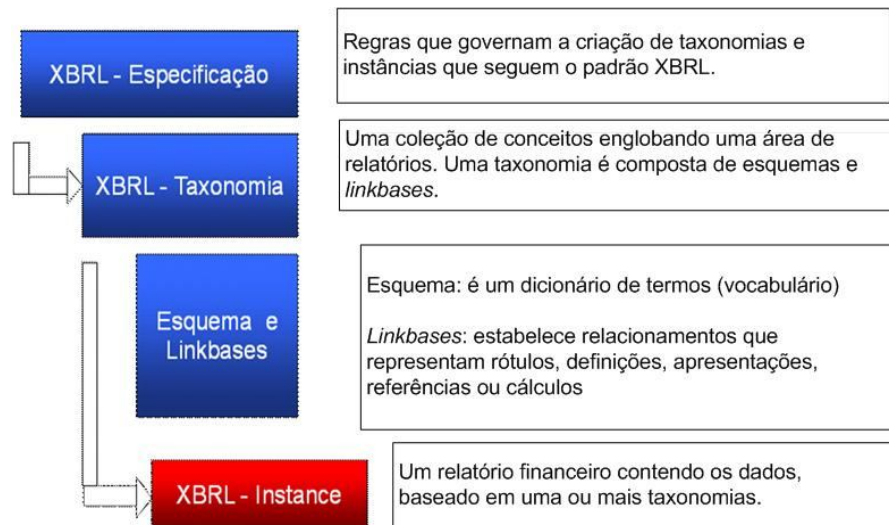 XBRL - Especificação
Regras que governam a criação de taxonomias e
instâncias que seguem o padrão XBRL.
XBRL - Taxonomia
Uma coleção de conceitos englobando uma área de
relatórios. Uma taxonomia é composta de esquemas e
linkbases.
Esquema e
Linkbases
Esquema: é um dicionário de termos (vocabulário)
Linkbases: estabelece relacionamentos que
representam rótulos, definições, apresentações,
referências ou cálculos
XBRL - Instance
Um relatório financeiro contendo os dados,
baseado em uma ou mais taxonomias.